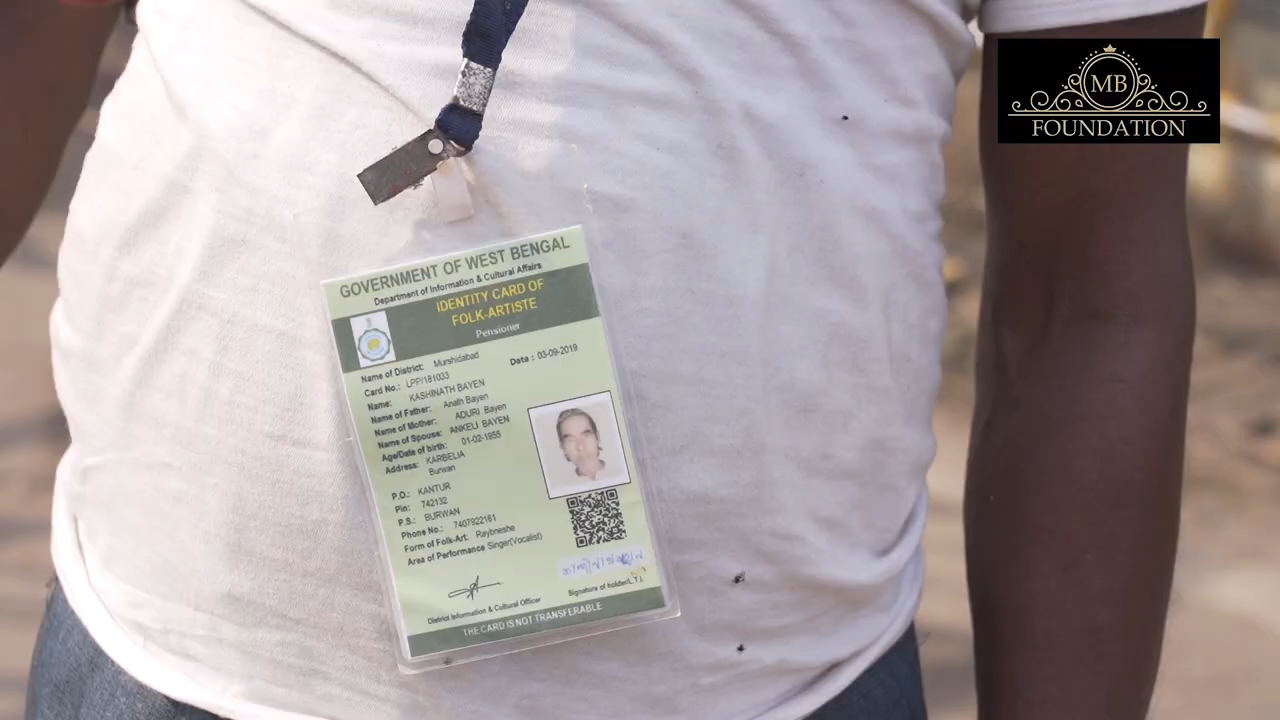 MB
FOUNDATION
GOVERNMENT OF WEST BENGAL
Department of Information & Cultural Affairs
IDENTITY CARD OF
FOLK-ARTISTE
Pensioner
Name of District: Murshidabad
Date : 03-09-2019
Card No.: LPP/181033
Name: KASHINATH BAYEN
Name of Father: Anath Bayen
Name of Mother: ADURI Bayen
Name of Spouse: ANKELI BAYEN
Age/Date of birth: 01-02-1955
Address: KARBELIA
Burwan
P.O.: KANTUR
Pin: 742132
P.S.: BURWAN
Phone No.: 7407922161
Form of Folk-Art: Raybneshe
Area of Performance Singer(Vocalist)
District Information & Cultural Officer
Signature of holder/L.T.I.
THE CARD IS NOT TRANSFERABLE